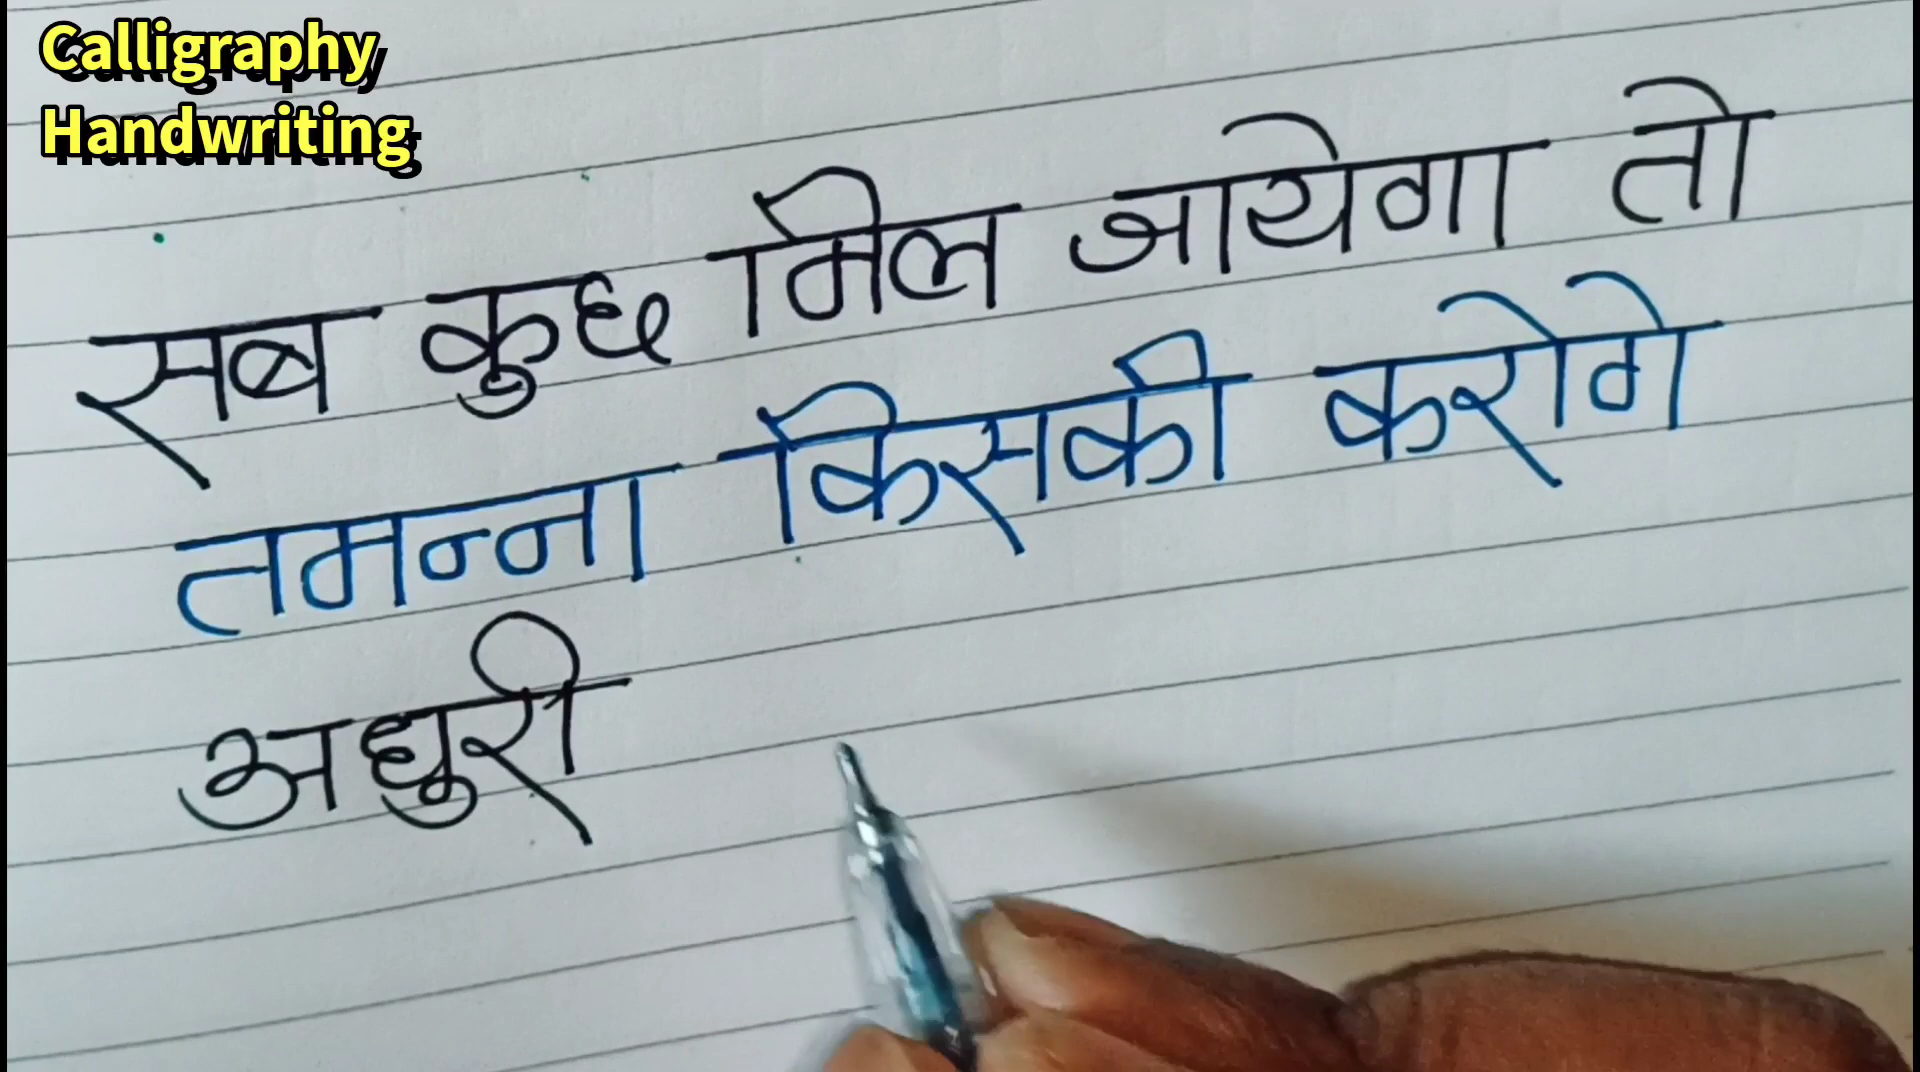 Calligraphy
Handwriting
सब कुछ मिल जायेगा तो
तमन्ना किसकी करोगे
अधुरी